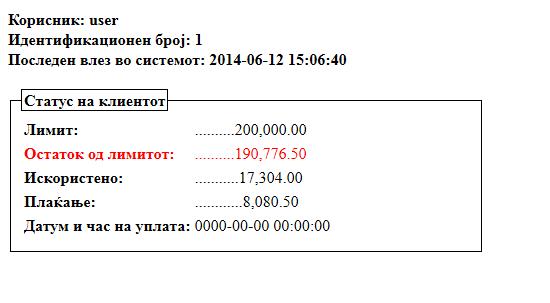 Корисник: user
Идентификационен број: 1
Последен влез во системот: 2014-06-12 15:06:40
Статус на клиентот
Лимит: ..........200,000.00
Остаток од лимитот: ..........190,776.50
Искористено: ...........17,304.00
Плаќање: ............8,080.50
Датум и час на уплата: 0000-00-00 00:00:00